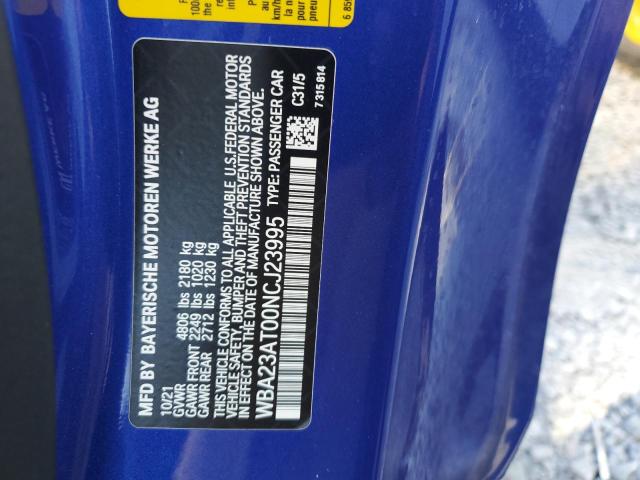 MFD BY BAYERISCHE MOTOREN WERKE AG
10/21
GVWR 4806 lbs 2180 kg
GAWR FRONT 2249 lbs 1020 kg
GAWR REAR 2712 lbs 1230 kg
THIS VEHICLE CONFORMS TO ALL APPLICABLE U.S. FEDERAL MOTOR
VEHICLE SAFETY, BUMPER AND THEFT PREVENTION STANDARDS
IN EFFECT ON THE DATE OF MANUFACTURE SHOWN ABOVE.
WBA23AT00NCJ23995 TYPE: PASSENGER CAR
C31/5
7 315 814